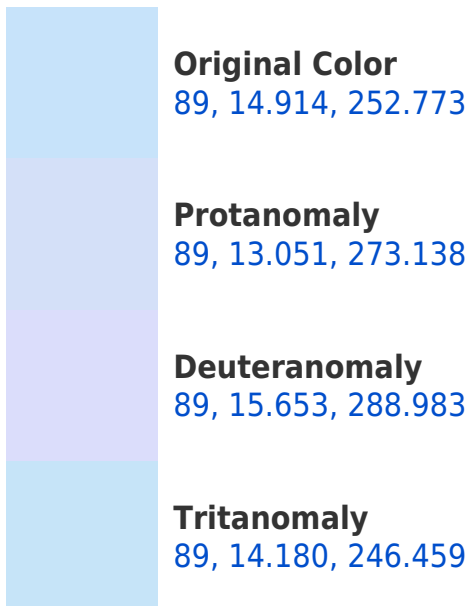 Original Color
89, 14.914, 252.773
Protanomaly
89, 13.051, 273.138
Deuteranomaly
89, 15.653, 288.983
Tritanomaly
89, 14.180, 246.459